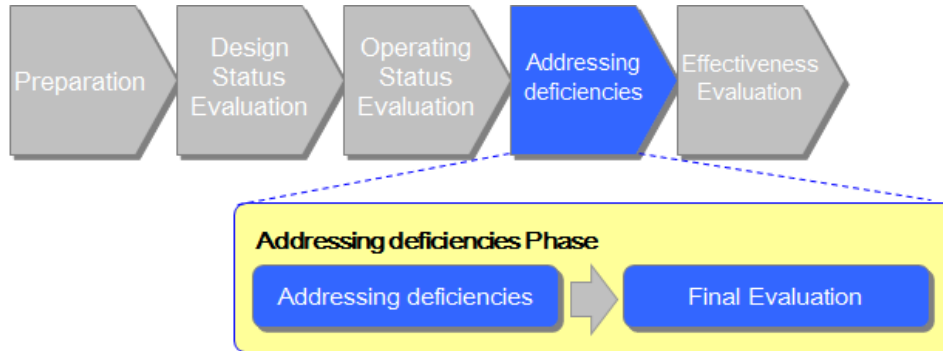 Preparation
Design
Status
Evaluation
Operating
Status
Evaluation
Addressing
deficiencies
Effectiveness
Evaluation
Addressing deficiencies Phase
Addressing deficiencies
Final Evaluation